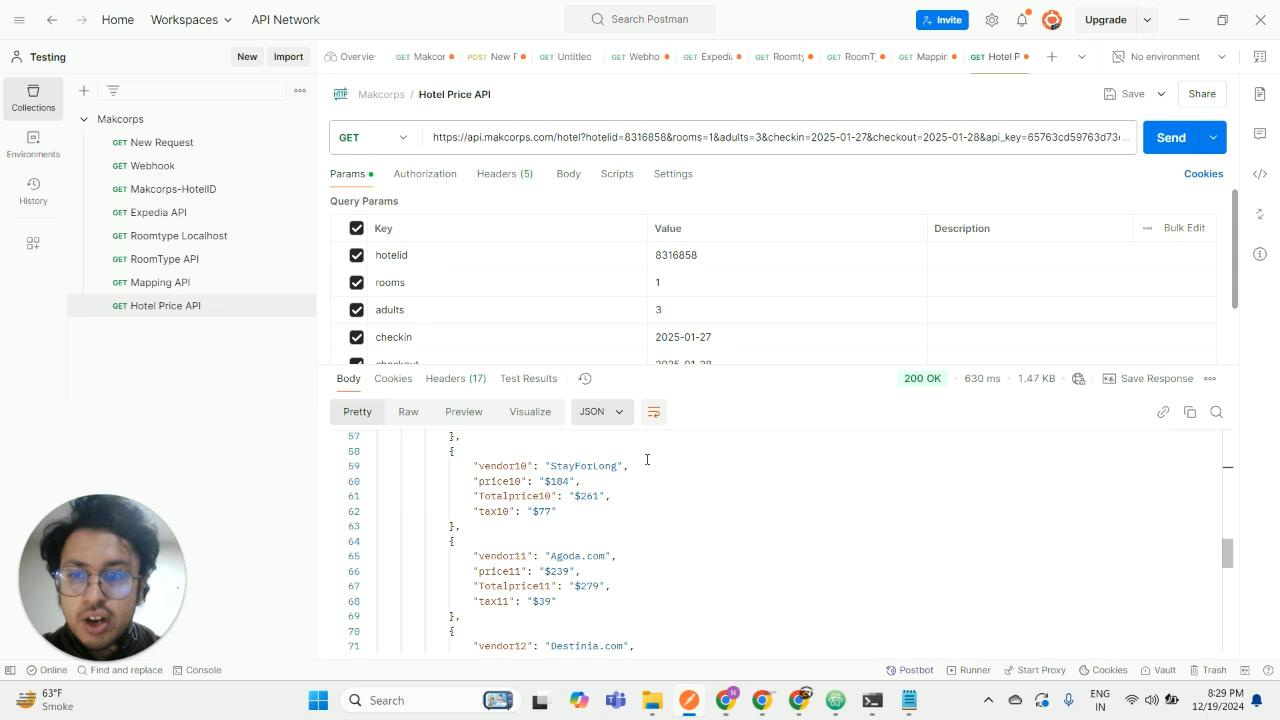 Home
Workspaces
API Network
Search Postman
Invite
Upgrade
Testing
New
Import
Overvie
GET Makcor
POST New F
GET Untitled
GET Webho
GET Expedi
GET Roomty
GET RoomT
GET Mappin
GET Hotel P
No environment
Collections
Environments
History
Makcorps
GET New Request
GET Webhook
GET Makcorps-HotelID
GET Expedia API
GET Roomtype Localhost
GET RoomType API
GET Mapping API
GET Hotel Price API
HTTP
Makcorps / Hotel Price API
Save
Share
GET
https://api.makcorps.com/hotel?hotelid=8316858&rooms=1&adults=3&checkin=2025-01-27&checkout=2025-01-28&api_key=65763cd59763d73
Send
Params
Authorization
Headers (5)
Body
Scripts
Settings
Cookies
Query Params
Key Value Description Bulk Edit
hotelid 8316858
rooms 1
adults 3
checkin 2025-01-27
checkout 2025-01-28
Body
Cookies
Headers (17)
Test Results
200 OK
630 ms
1.47 KB
Save Response
Pretty
Raw
Preview
Visualize
JSON
57 },
58 {
59 "vendor10": "StayForLong",
60 "price10": "$184",
61 "Totalprice10": "$261",
62 "tax10": "$77"
63 },
64 {
65 "vendor11": "Agoda.com",
66 "price11": "$239",
67 "Totalprice11": "$279",
68 "tax11": "$39"
69 },
70 {
71 "vendor12": "Destinia.com",
Online
Find and replace
Console
Postbot
Runner
Start Proxy
Cookies
Vault
Trash
63°F
Smoke
Search
ENG
IN
8:29 PM
12/19/2024